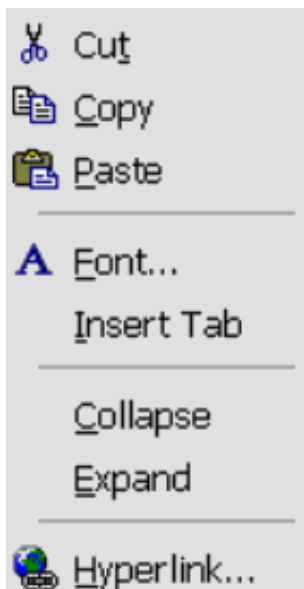 Cut
Copy
Paste
Font...
Insert Tab
Collapse
Expand
Hyperlink...